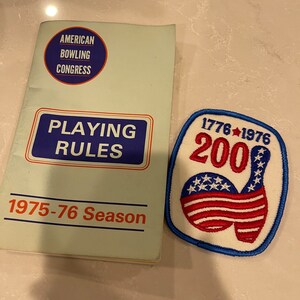 AMERICAN
BOWLING
CONGRESS
PLAYING
RULES
1975-76 Season
1776★1976
200